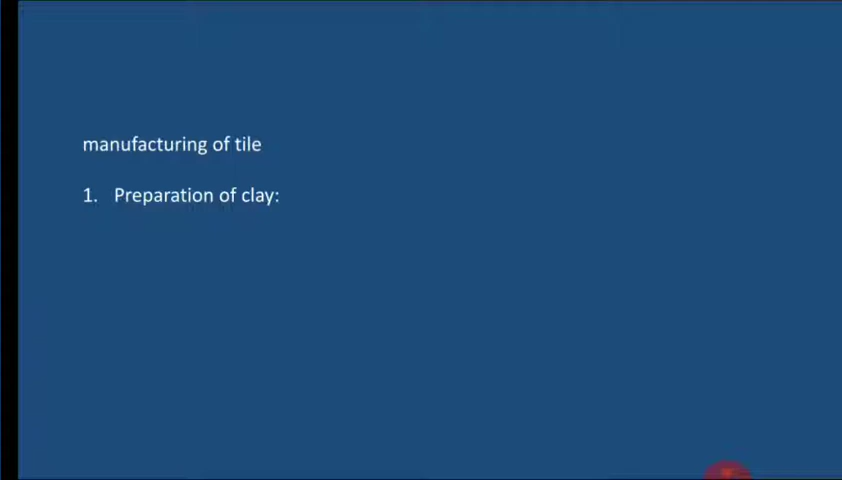 manufacturing of tile
1. Preparation of clay: